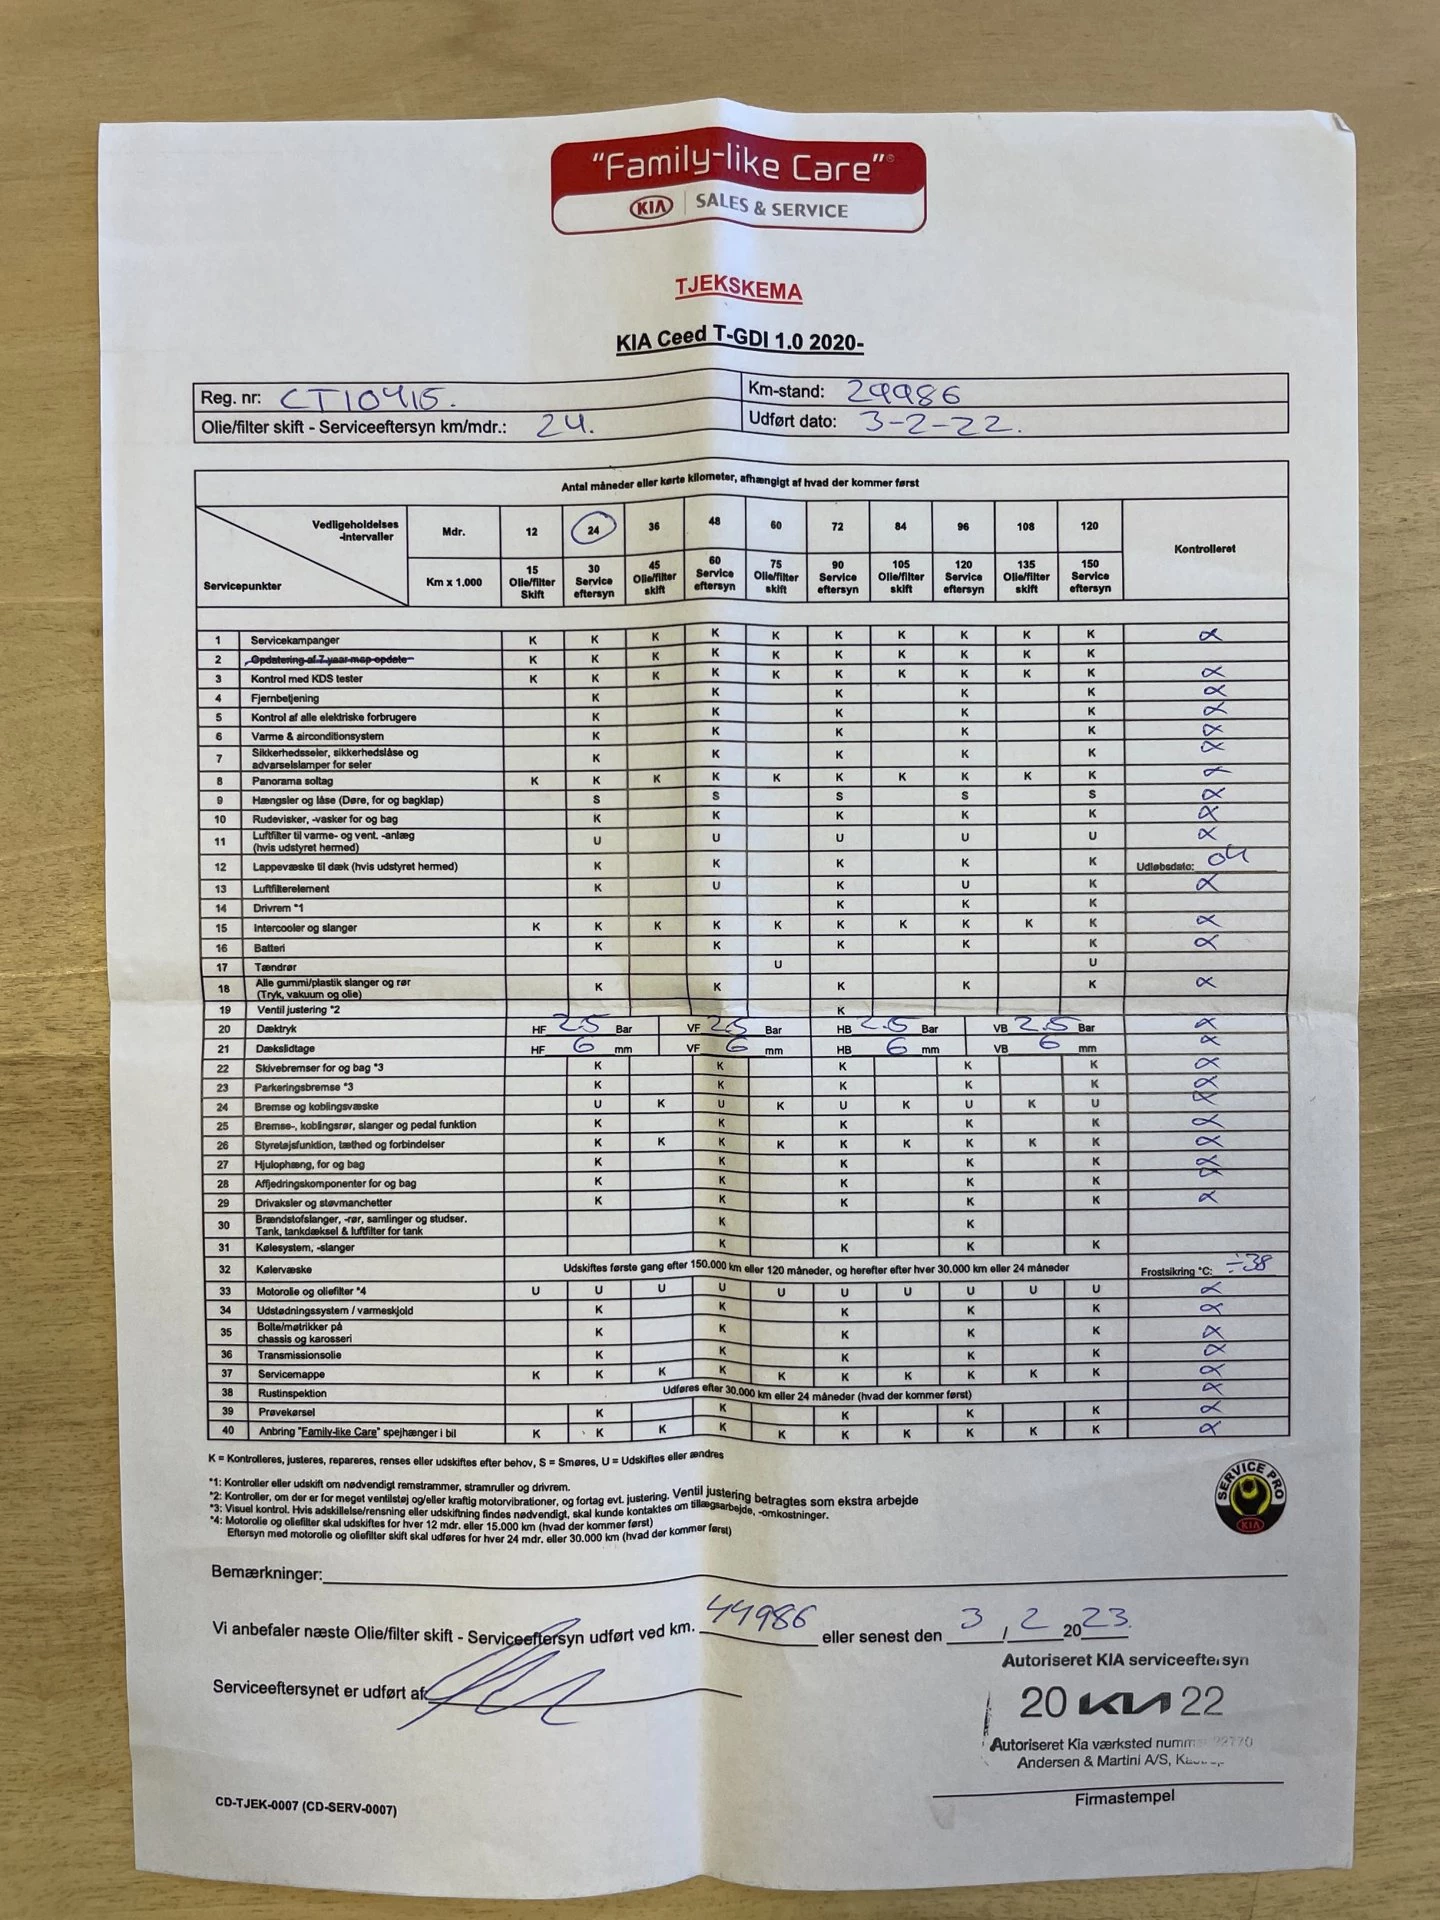 "Family-like Care"®
KIA SALES & SERVICE
TJEKSKEMA
KIA Ceed T-GDI 1.0 2020-
Reg. nr: CT10415. Km-stand: 29986
Olie/filter skift - Serviceeftersyn km/mdr.: 24. Udført dato: 3-2-22.
Antal måneder eller kørte kilometer, afhængigt af hvad der kommer først
Vedligeholdelses -intervaller Mdr. 12 24 36 48 60 72 84 96 108 120 Kontrolleret
Servicepunkter Km x 1,000 15 Olie/filter Skift 30 Service eftersyn 45 Olie/filter skift 60 Service eftersyn 75 Olie/filter skift 90 Service eftersyn 105 Olie/filter skift 120 Service eftersyn 135 Olie/filter skift 150 Service eftersyn
1 Servicekampanger K K K K K K K K K K
2 Opdatering af 7 year map opdate K K K K K K K K K K
3 Kontrol med KDS tester K K K K K K K K K K
4 Fjernbetjening K K K K K
5 Kontrol af alle elektriske forbrugere K K K K K
6 Varme & airconditionsystem K K K K K
7 Sikkerhedsseler, sikkerhedslåse og advarselslamper for seler K K K K K
8 Panorama soltag K K K K K K K K K K
9 Hængsler og låse (Døre, for og bagklap) S S S S S
10 Rudevisker, -vasker for og bag K K K K K
11 Luftfilter til varme- og vent. -anlæg (hvis udstyret hermed) U U U U U
12 Lappevæske til dæk (hvis udstyret hermed) K K K K K Udløbsdato: 04
13 Luftfilterelement K U K U K
14 Drivrem *1 K K K
15 Intercooler og slanger K K K K K K K K K K
16 Batteri K K K K K
17 Tændrør U U
18 Alle gummi/plastik slanger og rør (Tryk, vakuum og olie) K K K K K
19 Ventil justering *2 K
20 Dæktryk HF 2.5 Bar VF 2.5 Bar HB 2.5 Bar VB 2.5 Bar
21 Dækslidtage HF 6 mm VF 6 mm HB 6 mm VB 6 mm
22 Skivebremser for og bag *3 K K K K K
23 Parkeringsbremse *3 K K K K K
24 Bremse og koblingsvæske U K U K U K U K U
25 Bremse-, koblingsrør, slanger og pedal funktion K K K K K
26 Styretøjsfunktion, tæthed og forbindelser K K K K K K K K K
27 Hjulophæng, for og bag K K K K K
28 Affjedringskomponenter for og bag K K K K K
29 Drivaksler og støvmanchetter K K K K K
30 Brændstofslanger, -rør, samlinger og studser. Tank, tankdæksel & luftfilter for tank K K
31 Kølesystem, -slanger K K K K
32 Kølervæske Udskiftes første gang efter 150.000 km eller 120 måneder, og herefter efter hver 30.000 km eller 24 måneder Frostsikring °C: ÷38
33 Motorolie og oliefilter *4 U U U U U U U U U U
34 Udstødningssystem / varmeskjold K K K K K
35 Bolte/møtrikker på chassis og karosseri K K K K K
36 Transmissionsolie K K K K K
37 Servicemappe K K K K K K K K K K
38 Rustinspektion Udføres efter 30.000 km eller 24 måneder (hvad der kommer først)
39 Prøvekørsel K K K K K
40 Anbring "Family-like Care" spejhænger i bil K K K K K K K K K K
K = Kontrolleres, justeres, repareres, renses eller udskiftes efter behov, S = Smøres, U = Udskiftes eller ændres
*1: Kontroller eller udskift om nødvendigt remstrammer, stramruller og drivrem.
*2: Kontroller, om der er for meget ventilstøj og/eller kraftig motorvibrationer, og fortag evt. justering. Ventil justering betragtes som ekstra arbejde
*3: Visuel kontrol. Hvis adskillelse/rensning eller udskiftning findes nødvendigt, skal kunde kontaktes om tillægsarbejde, -omkostninger.
*4: Motorolie og oliefilter skal udskiftes for hver 12 mdr. eller 15.000 km (hvad der kommer først)
Eftersyn med motorolie og oliefilter skift skal udføres for hver 24 mdr. eller 30.000 km (hvad der kommer først)
SERVICE PRO
KIA
Bemærkninger:
Vi anbefaler næste Olie/filter skift - Serviceeftersyn udført ved km. 44986 eller senest den 3 / 2 2023.
Serviceeftersynet er udført af
Autoriseret KIA serviceeftersyn
20 KIA 22
Autoriseret Kia værksted
Andersen & Martini A/S,
Firmastempel
CD-TJEK-0007 (CD-SERV-0007)